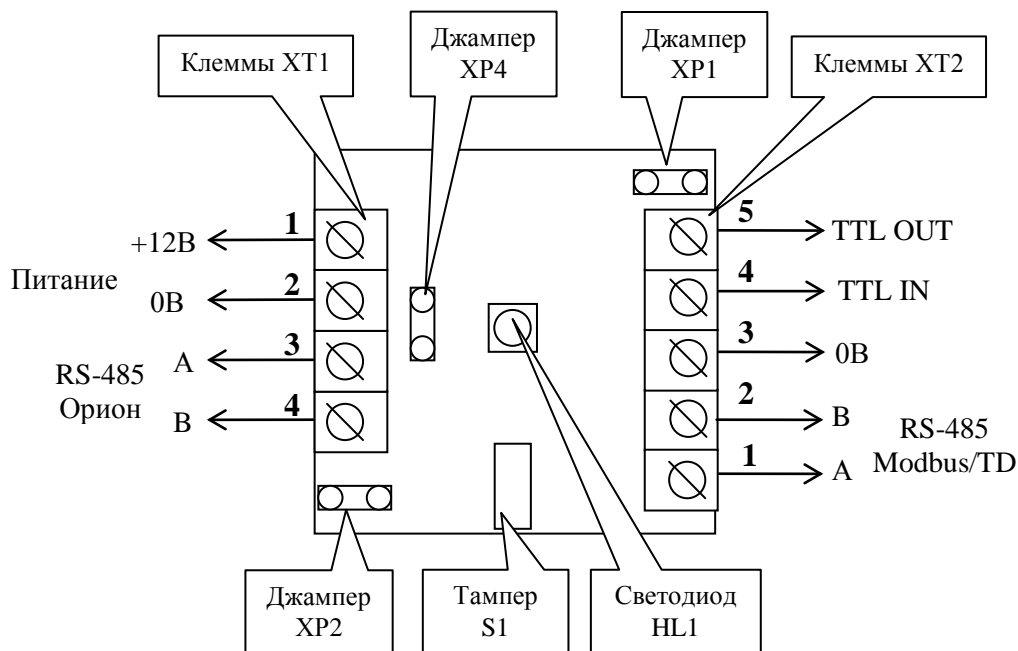 Клеммы XT1
Джампер
XP4
Джампер
XP1
Клеммы XT2
Питание
+12В
1
0В
2
RS-485
Орион
A
3
B
4
5
TTL OUT
4
TTL IN
3
0В
2
B
1
A
RS-485
Modbus/TD
Джампер
XP2
Тампер
S1
Светодиод
HL1